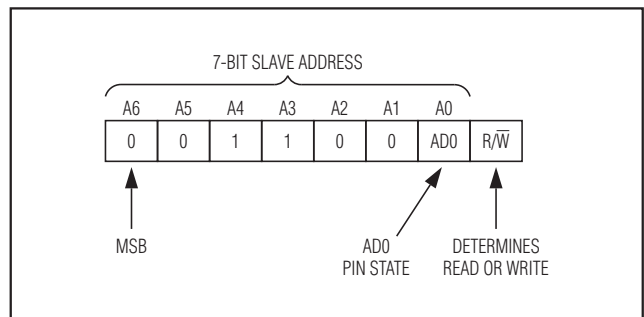 7-BIT SLAVE ADDRESS
A6 A5 A4 A3 A2 A1 A0
0 0 1 1 0 0 AD0 R/W̅
MSB AD0 DETERMINES
PIN STATE READ OR WRITE